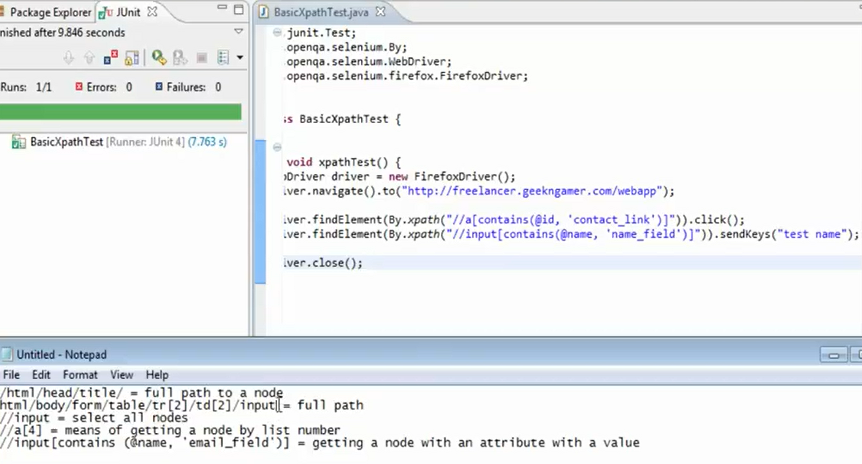 Package Explorer JUnit
nished after 9.846 seconds
Runs: 1/1 Errors: 0 Failures: 0
BasicXpathTest [Runner: JUnit 4] (7.763 s)
BasicXpathTest.java
.junit.Test;
.openqa.selenium.By;
.openqa.selenium.WebDriver;
.openqa.selenium.firefox.FirefoxDriver;
ss BasicXpathTest {
void xpathTest() {
bDriver driver = new FirefoxDriver();
iver.navigate().to("http://freelancer.geekngamer.com/webapp");
iver.findElement(By.xpath("//a[contains(@id, 'contact_link')]")).click();
iver.findElement(By.xpath("//input[contains(@name, 'name_field')]")).sendKeys("test name");
iver.close();
Untitled - Notepad
File Edit Format View Help
/html/head/title/ = full path to a node
html/body/form/table/tr[2]/td[2]/input = full path
//input = select all nodes
//a[4] = means of getting a node by list number
//input[contains (@name, 'email_field')] = getting a node with an attribute with a value